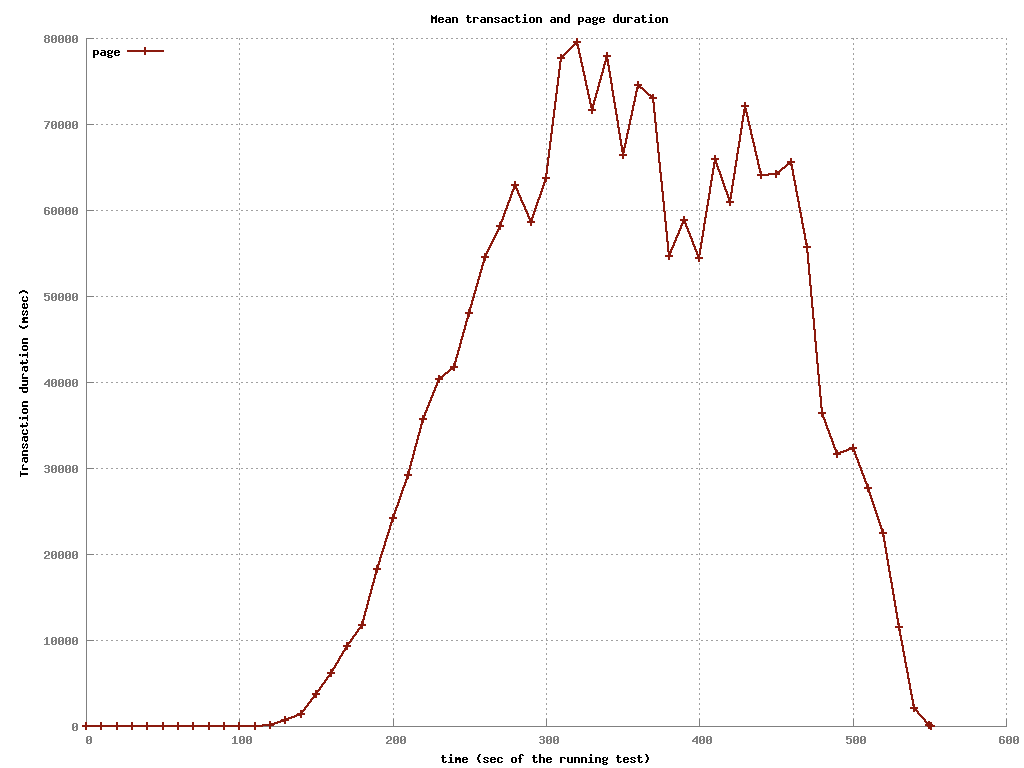 Mean transaction and page duration
page
80000
70000
60000
50000
40000
30000
20000
10000
0
Transaction duration (msec)
0 100 200 300 400 500 600
time (sec of the running test)